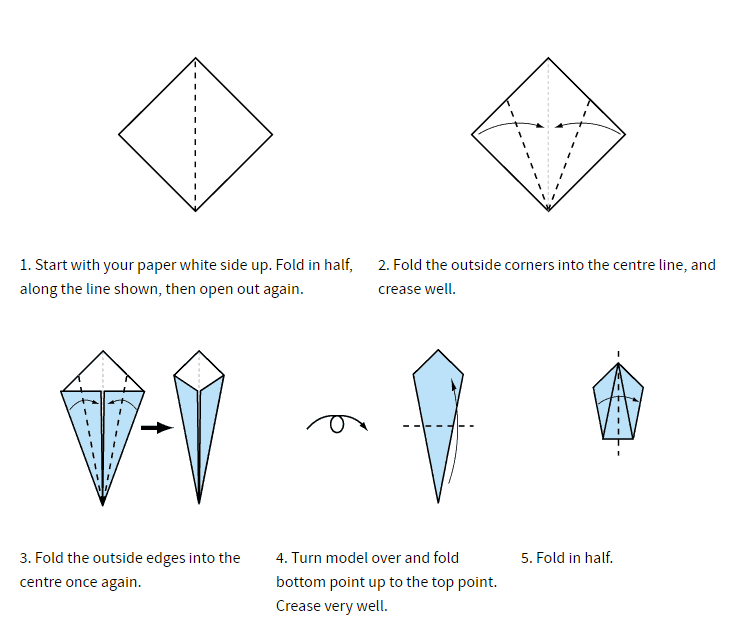 1. Start with your paper white side up. Fold in half,
along the line shown, then open out again.
2. Fold the outside corners into the centre line, and
crease well.
3. Fold the outside edges into the
centre once again.
4. Turn model over and fold
bottom point up to the top point.
Crease very well.
5. Fold in half.